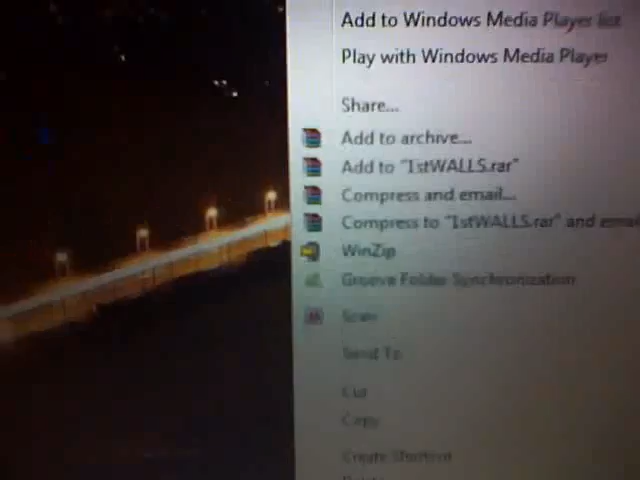 Add to Windows Media Player list
Play with Windows Media Player
Share...
Add to archive...
Add to "1stWALLS.rar"
Compress and email...
Compress to "1stWALLS.rar" and email
WinZip
Groove Folder Synchronization
Scan
Send To
Cut
Copy
Create Shortcut